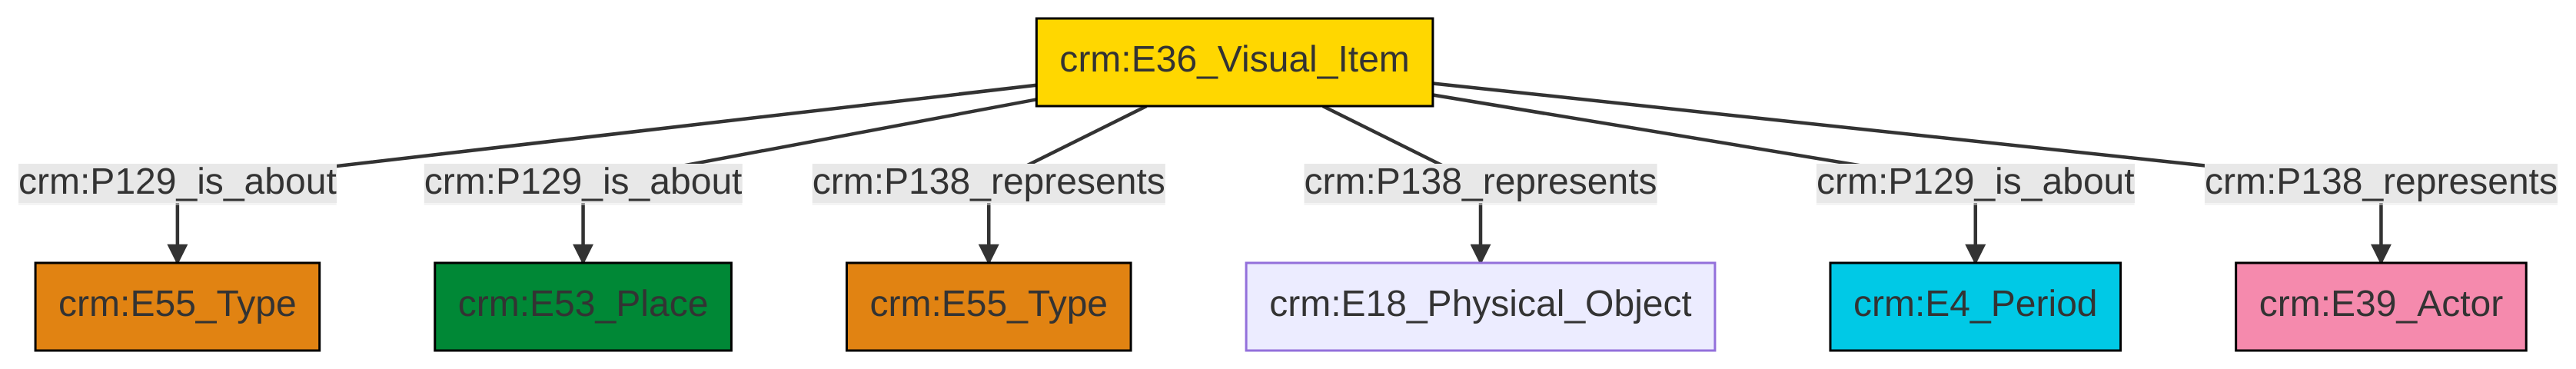 crm:E36_Visual_Item
crm:P129_is_about
crm:P129_is_about
crm:P138_represents
crm:P138_represents
crm:P129_is_about
crm:P138_represents
crm:E55_Type
crm:E53_Place
crm:E55_Type
crm:E18_Physical_Object
crm:E4_Period
crm:E39_Actor